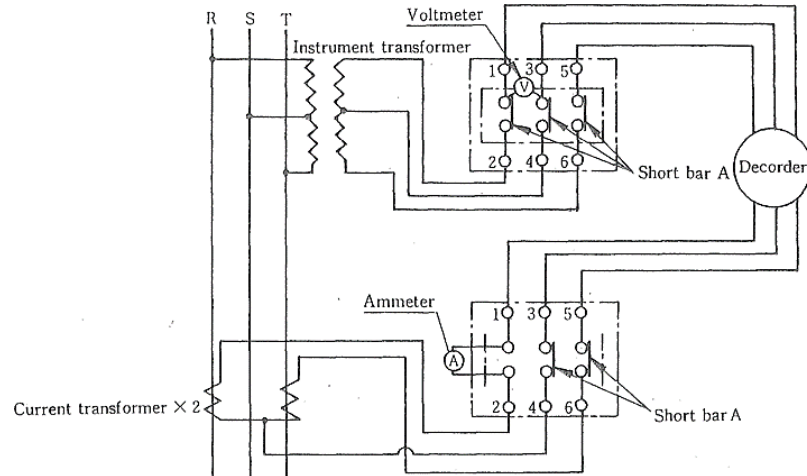 Voltmeter
R S T
Instrument transformer
1 3 5
V
2 4 6
Short bar A
Decorder
Ammeter
1 3 5
A
2 4 6
Short bar A
Current transformer × 2